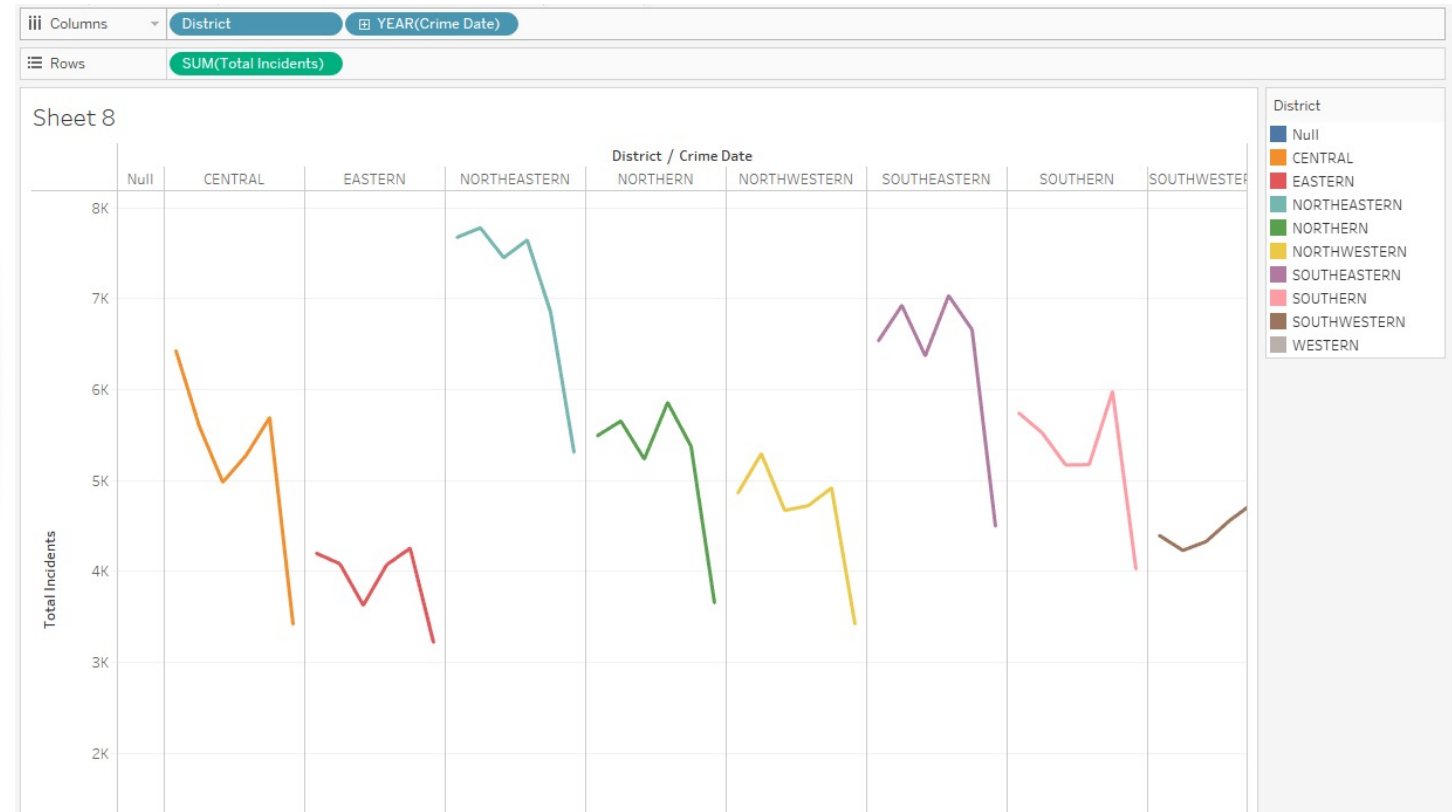 Columns District YEAR(Crime Date)
Rows SUM(Total Incidents)
Sheet 8
District / Crime Date
Null CENTRAL EASTERN NORTHEASTERN NORTHERN NORTHWESTERN SOUTHEASTERN SOUTHERN SOUTHWESTER
8K
7K
6K
5K
4K
3K
2K
Total Incidents
District
Null
CENTRAL
EASTERN
NORTHEASTERN
NORTHERN
NORTHWESTERN
SOUTHEASTERN
SOUTHERN
SOUTHWESTERN
WESTERN